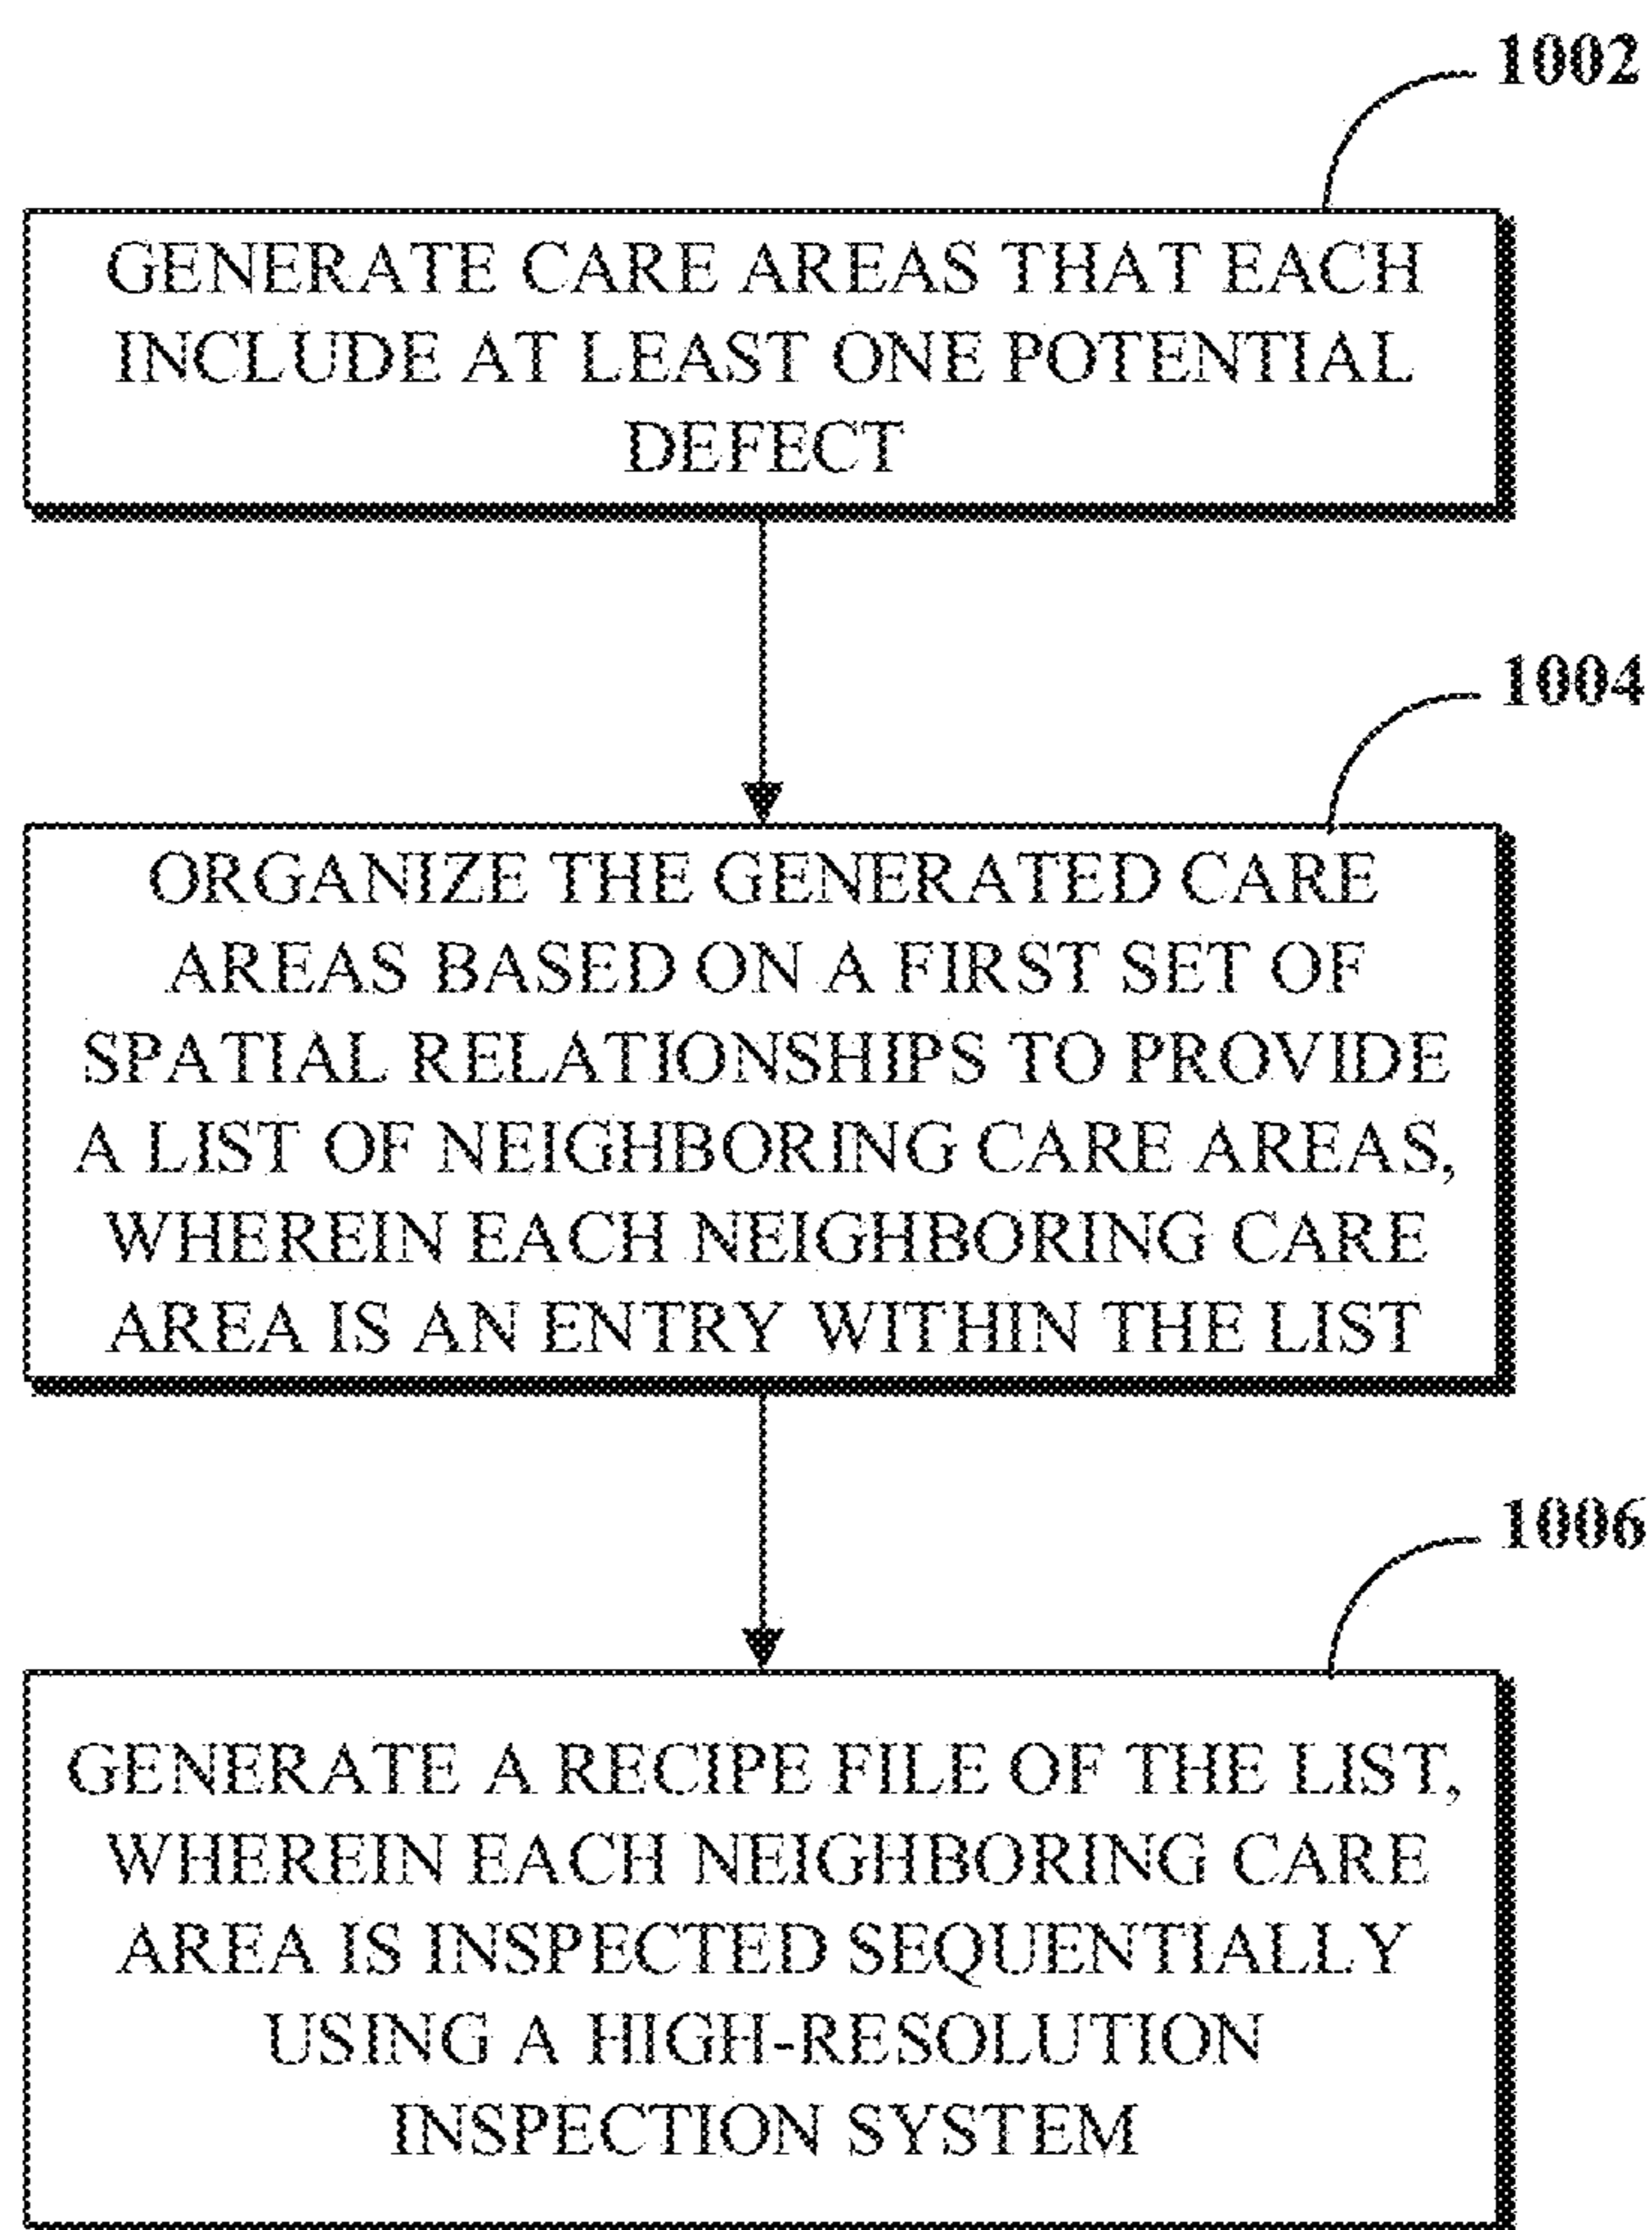 1002
GENERATE CARE AREAS THAT EACH
INCLUDE AT LEAST ONE POTENTIAL
DEFECT
1004
ORGANIZE THE GENERATED CARE
AREAS BASED ON A FIRST SET OF
SPATIAL RELATIONSHIPS TO PROVIDE
A LIST OF NEIGHBORING CARE AREAS,
WHEREIN EACH NEIGHBORING CARE
AREA IS AN ENTRY WITHIN THE LIST
1006
GENERATE A RECIPE FILE OF THE LIST,
WHEREIN EACH NEIGHBORING CARE
AREA IS INSPECTED SEQUENTIALLY
USING A HIGH-RESOLUTION
INSPECTION SYSTEM